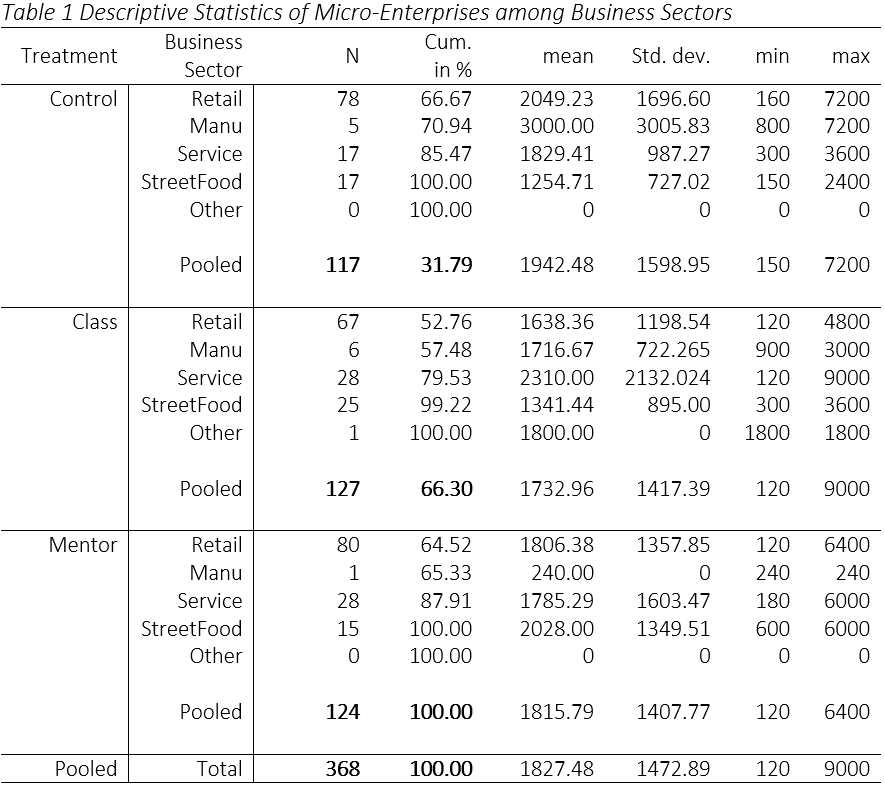 Table 1 Descriptive Statistics of Micro-Enterprises among Business Sectors
Treatment Business Sector N Cum. in % mean Std. dev. min max
Control Retail 78 66.67 2049.23 1696.60 160 7200
Manu 5 70.94 3000.00 3005.83 800 7200
Service 17 85.47 1829.41 987.27 300 3600
StreetFood 17 100.00 1254.71 727.02 150 2400
Other 0 100.00 0 0 0 0
Pooled 117 31.79 1942.48 1598.95 150 7200
Class Retail 67 52.76 1638.36 1198.54 120 4800
Manu 6 57.48 1716.67 722.265 900 3000
Service 28 79.53 2310.00 2132.024 120 9000
StreetFood 25 99.22 1341.44 895.00 300 3600
Other 1 100.00 1800.00 0 1800 1800
Pooled 127 66.30 1732.96 1417.39 120 9000
Mentor Retail 80 64.52 1806.38 1357.85 120 6400
Manu 1 65.33 240.00 0 240 240
Service 28 87.91 1785.29 1603.47 180 6000
StreetFood 15 100.00 2028.00 1349.51 600 6000
Other 0 100.00 0 0 0 0
Pooled 124 100.00 1815.79 1407.77 120 6400
Pooled Total 368 100.00 1827.48 1472.89 120 9000